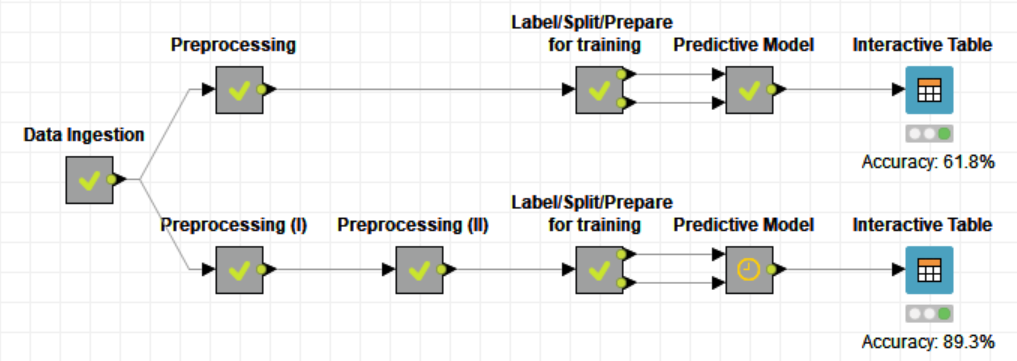 Label/Split/Prepare
Preprocessing
for training
Predictive Model
Interactive Table
Data Ingestion
Accuracy: 61.8%
Label/Split/Prepare
Preprocessing (I)
Preprocessing (II)
for training
Predictive Model
Interactive Table
Accuracy: 89.3%